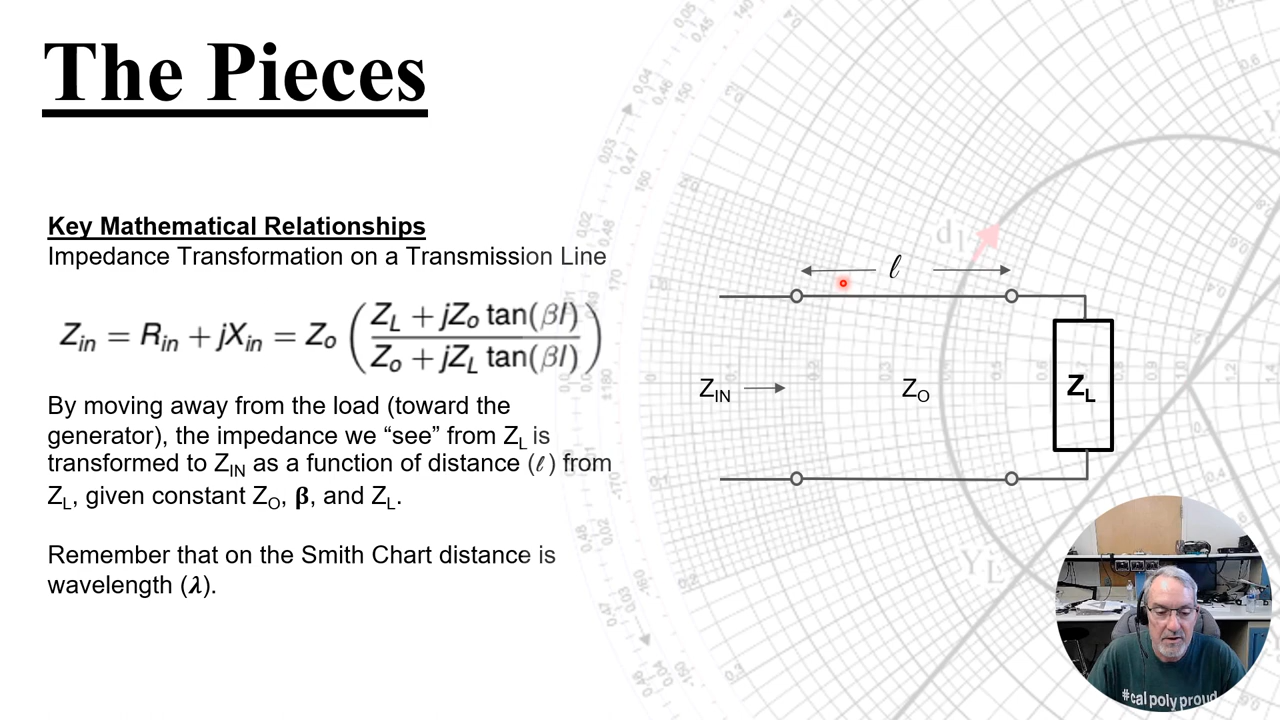 The Pieces
Key Mathematical Relationships
Impedance Transformation on a Transmission Line
Z_in = R_in + jX_in = Z_o ( (Z_L + jZ_o tan(βl)) / (Z_o + jZ_L tan(βl)) )
By moving away from the load (toward the
generator), the impedance we “see” from Z_L is
transformed to Z_IN as a function of distance (ℓ) from
Z_L, given constant Z_O, β, and Z_L.
Remember that on the Smith Chart distance is
wavelength (λ).
ℓ
Z_IN
Z_O
Z_L
#cal poly proud